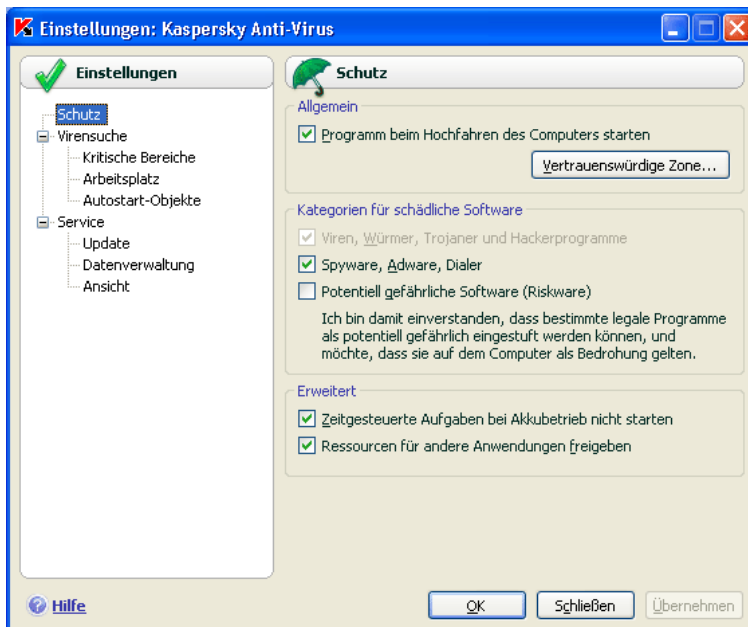 Einstellungen: Kaspersky Anti-Virus
Einstellungen
Schutz
Virensuche
Kritische Bereiche
Arbeitsplatz
Autostart-Objekte
Service
Update
Datenverwaltung
Ansicht
Schutz
Allgemein
Programm beim Hochfahren des Computers starten
Vertrauenswürdige Zone...
Kategorien für schädliche Software
Viren, Würmer, Trojaner und Hackerprogramme
Spyware, Adware, Dialer
Potentiell gefährliche Software (Riskware)
Ich bin damit einverstanden, dass bestimmte legale Programme
als potentiell gefährlich eingestuft werden können, und
möchte, dass sie auf dem Computer als Bedrohung gelten.
Erweitert
Zeitgesteuerte Aufgaben bei Akkubetrieb nicht starten
Ressourcen für andere Anwendungen freigeben
Hilfe
OK
Schließen
Übernehmen